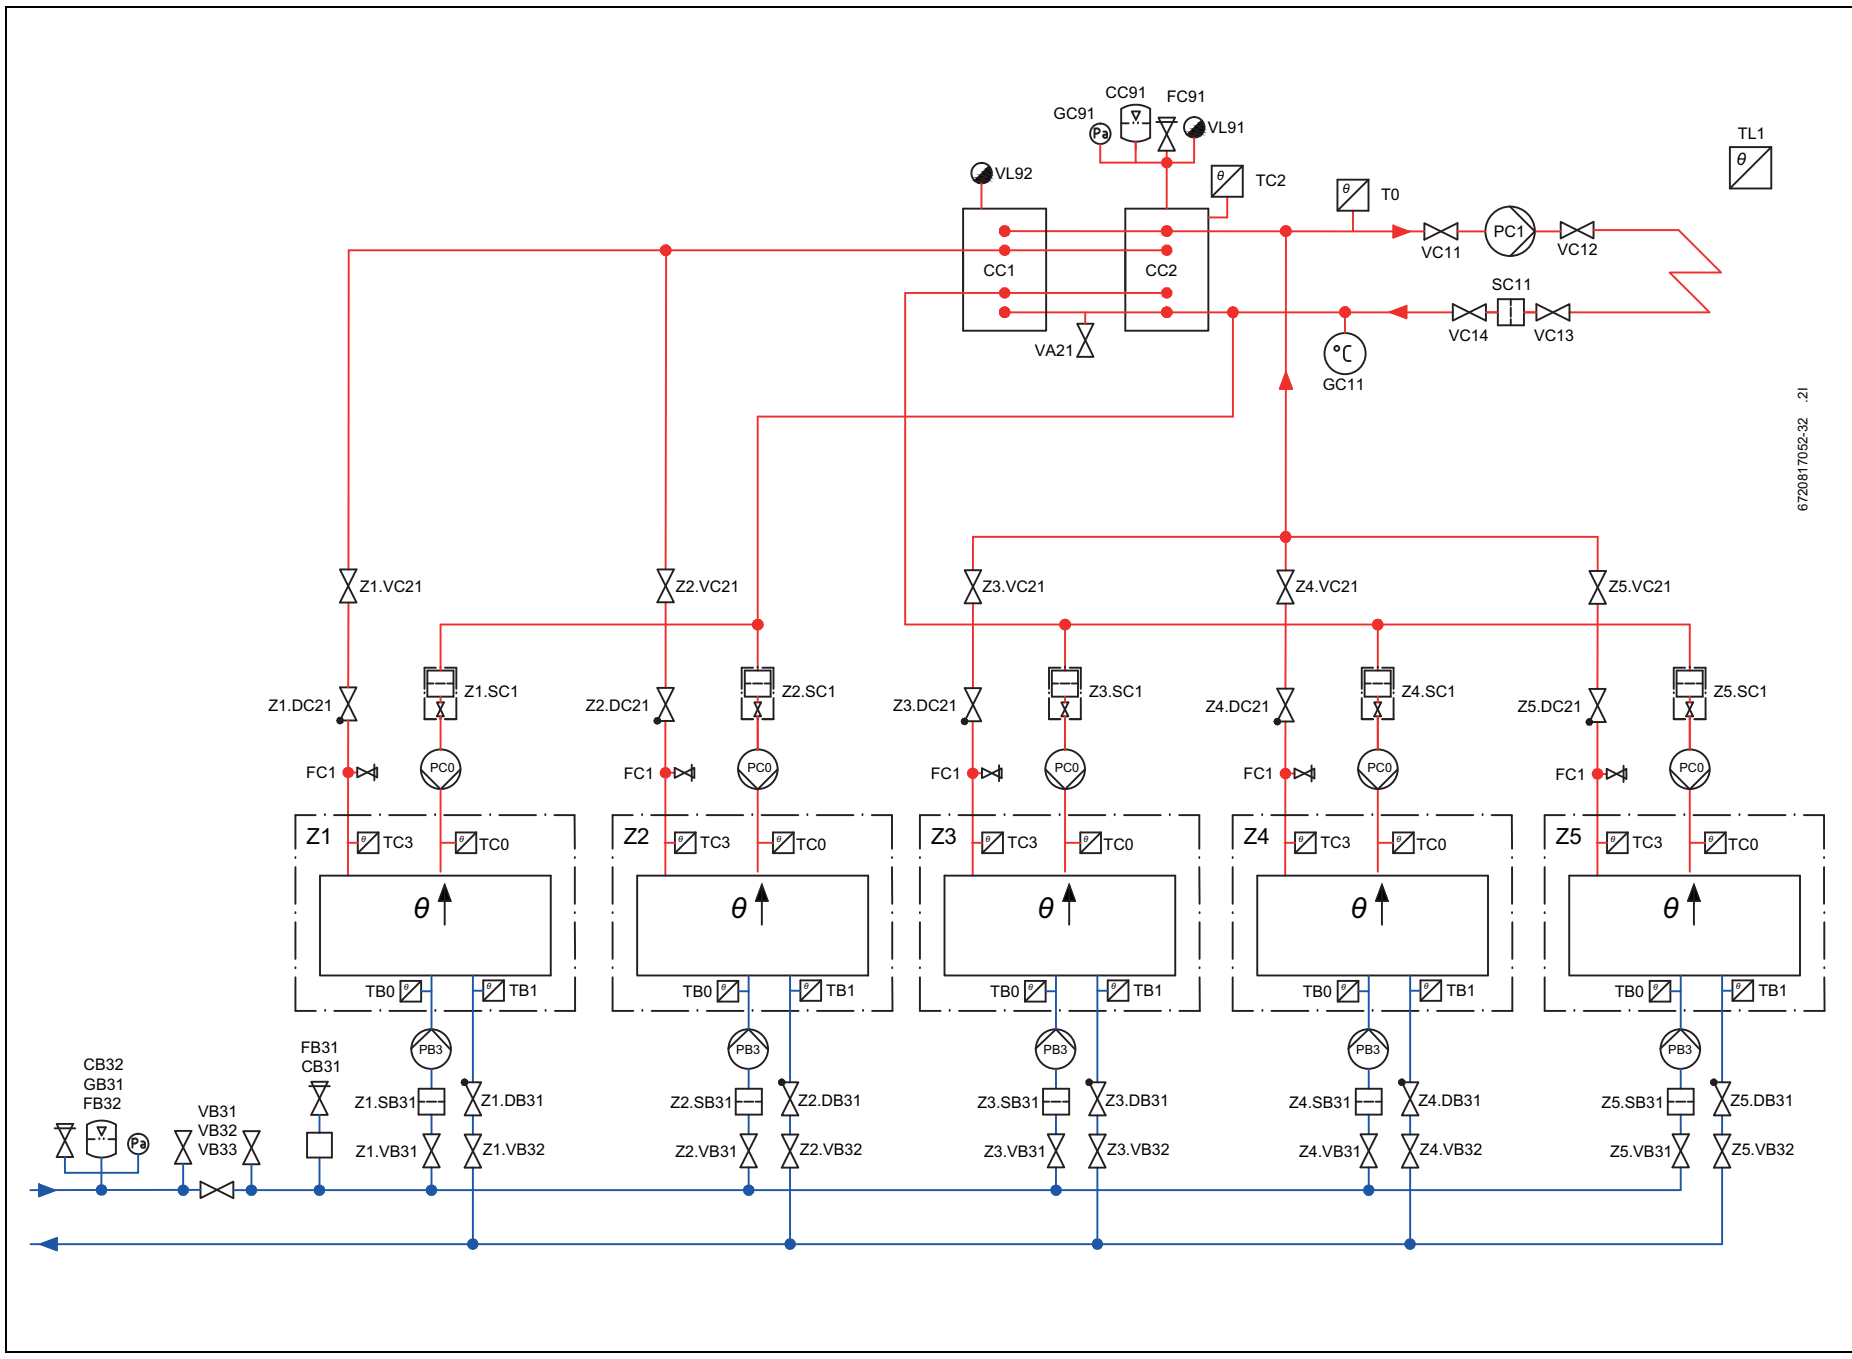 CC91
FC91
GC91
Pa
VL91
TL1
θ
VL92
θ
TC2
θ
T0
PC1
VC11
VC12
CC1
CC2
SC11
VC14
VC13
VA21
°C
GC11
6720817052-32 .2I
Z1.VC21
Z2.VC21
Z3.VC21
Z4.VC21
Z5.VC21
Z1.DC21
Z1.SC1
Z2.DC21
Z2.SC1
Z3.DC21
Z3.SC1
Z4.DC21
Z4.SC1
Z5.DC21
Z5.SC1
FC1
PC0
FC1
PC0
FC1
PC0
FC1
PC0
FC1
PC0
Z1
θ
TC3
θ
TC0
Z2
θ
TC3
θ
TC0
Z3
θ
TC3
θ
TC0
Z4
θ
TC3
θ
TC0
Z5
θ
TC3
θ
TC0
θ
θ
θ
θ
θ
TB0
θ
θ
TB1
TB0
θ
θ
TB1
TB0
θ
θ
TB1
TB0
θ
θ
TB1
TB0
θ
θ
TB1
PB3
PB3
PB3
PB3
PB3
CB32
GB31
FB32
Pa
VB31
VB32
VB33
FB31
CB31
Z1.SB31
Z1.DB31
Z2.SB31
Z2.DB31
Z3.SB31
Z3.DB31
Z4.SB31
Z4.DB31
Z5.SB31
Z5.DB31
Z1.VB31
Z1.VB32
Z2.VB31
Z2.VB32
Z3.VB31
Z3.VB32
Z4.VB31
Z4.VB32
Z5.VB31
Z5.VB32